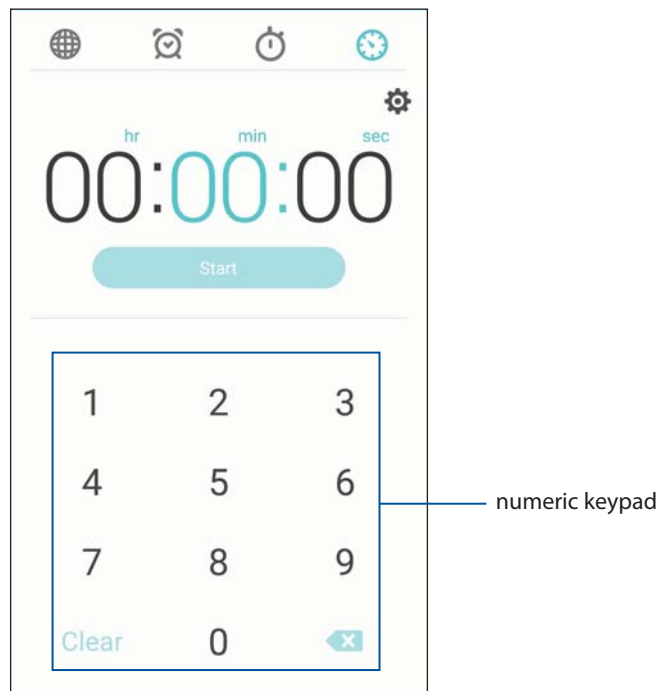 hr min sec
00:00:00
Start
1 2 3
4 5 6
numeric keypad
7 8 9
Clear 0